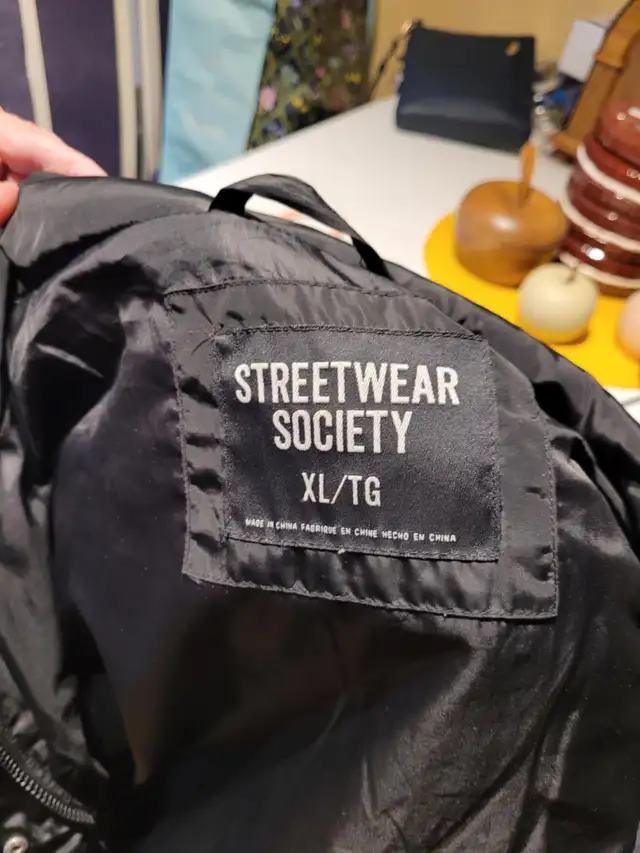 STREETWEAR
SOCIETY
XL/TG
MADE IN CHINA FABRIQUE EN CHINE HECHO EN CHINA